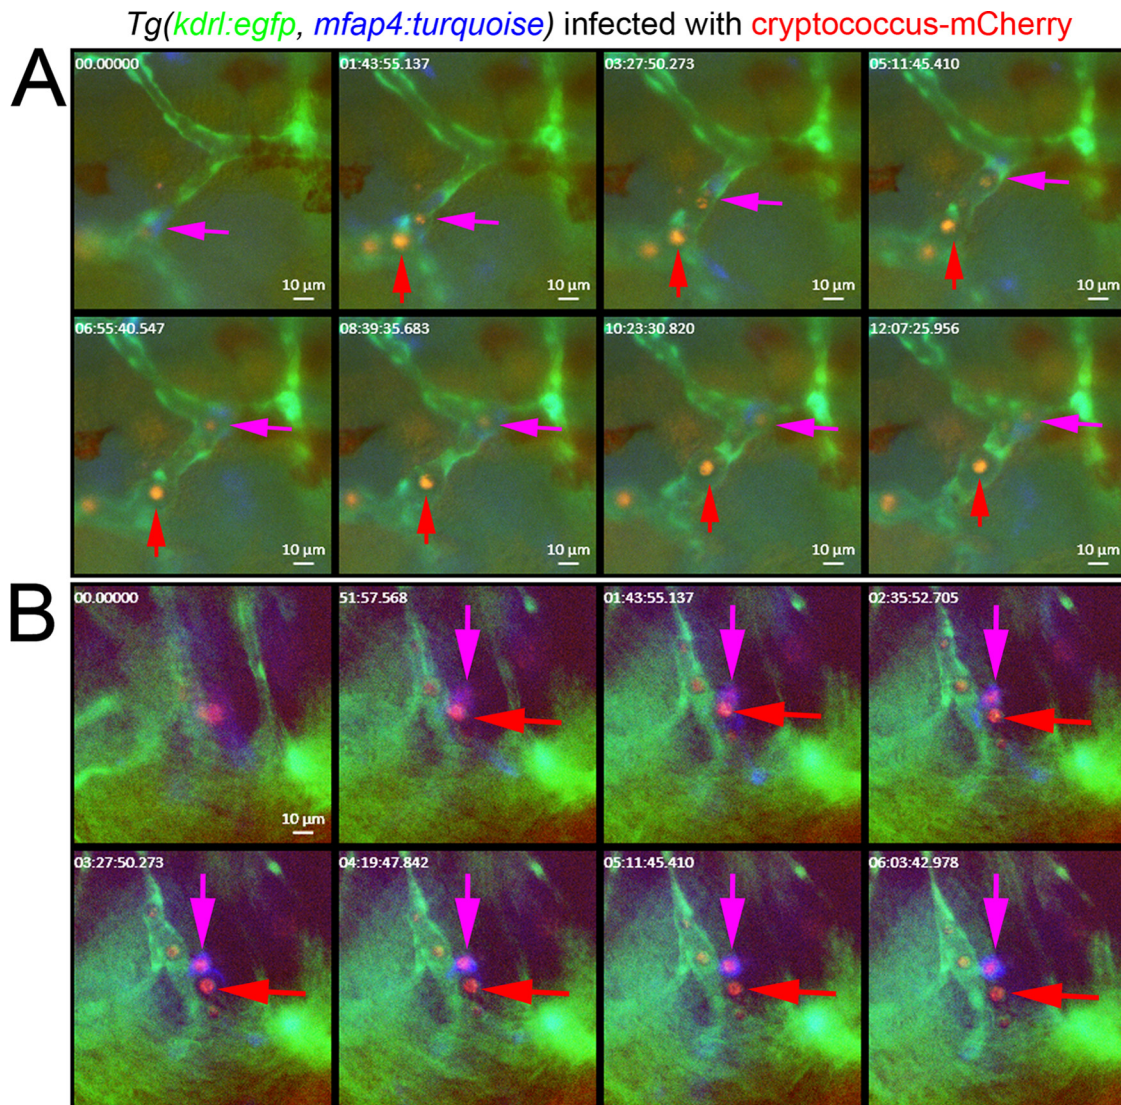 Tg(kdrl:egfp, mfap4:turquoise) infected with cryptococcus-mCherry
A
00.00000
01:43:55.137
03:27:50.273
05:11:45.410
10 µm
10 µm
10 µm
10 µm
06:55:40.547
08:39:35.683
10:23:30.820
12:07:25.956
10 µm
10 µm
10 µm
10 µm
B
00.00000
51:57.568
01:43:55.137
02:35:52.705
10 µm
03:27:50.273
04:19:47.842
05:11:45.410
06:03:42.978